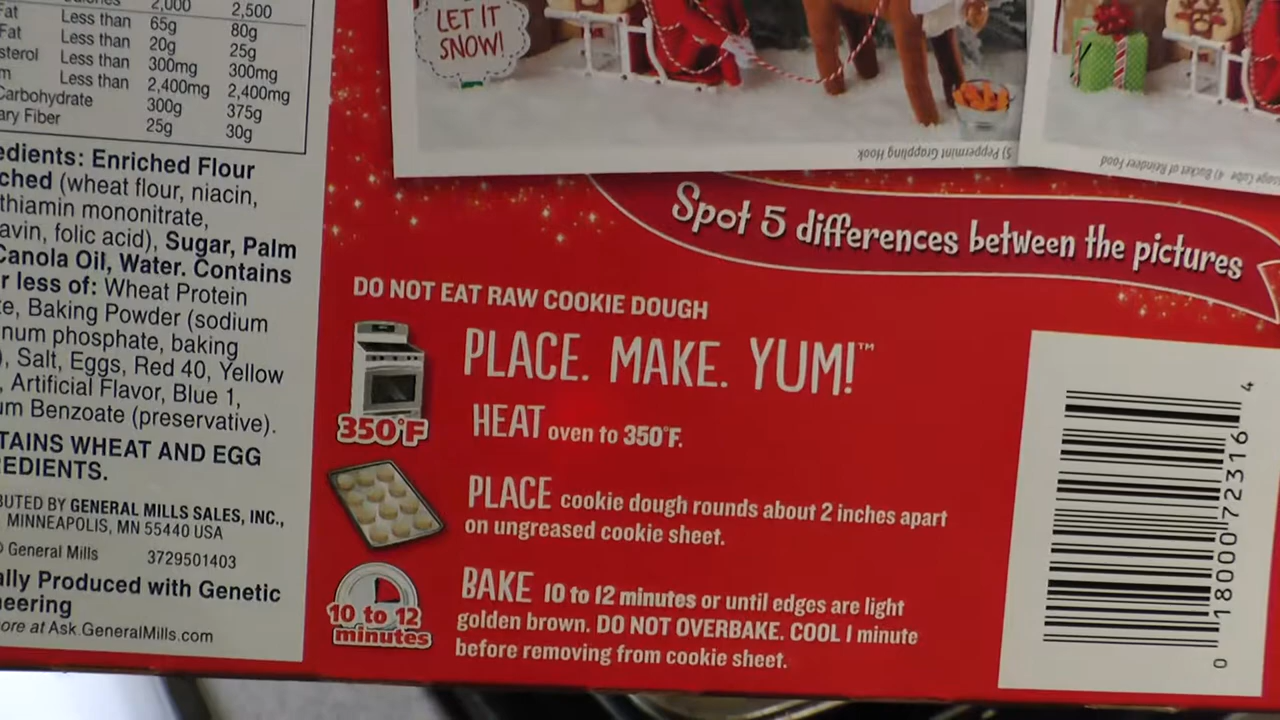 2,000 2,500
Fat Less than 65g 80g
Fat Less than 20g 25g
sterol Less than 300mg 300mg
m Less than 2,400mg 2,400mg
Carbohydrate 300g 375g
ary Fiber 25g 30g
edients: Enriched Flour
ched (wheat flour, niacin,
thiamin mononitrate,
avin, folic acid), Sugar, Palm
Canola Oil, Water. Contains
r less of: Wheat Protein
te, Baking Powder (sodium
num phosphate, baking
), Salt, Eggs, Red 40, Yellow
, Artificial Flavor, Blue 1,
um Benzoate (preservative).
TAINS WHEAT AND EGG
REDIENTS.
BUTED BY GENERAL MILLS SALES, INC.,
MINNEAPOLIS, MN 55440 USA
General Mills 3729501403
ally Produced with Genetic
neering
ore at Ask.GeneralMills.com
LET IT
SNOW!
5) Peppermint Grappling Hook
Cube 4) Bucket of Reindeer Food
Spot 5 differences between the pictures
DO NOT EAT RAW COOKIE DOUGH
PLACE. MAKE. YUM!™
350°F
HEAT oven to 350°F.
PLACE cookie dough rounds about 2 inches apart
on ungreased cookie sheet.
10 to 12
minutes
BAKE 10 to 12 minutes or until edges are light
golden brown. DO NOT OVERBAKE. COOL 1 minute
before removing from cookie sheet.
0 18000 72316 4